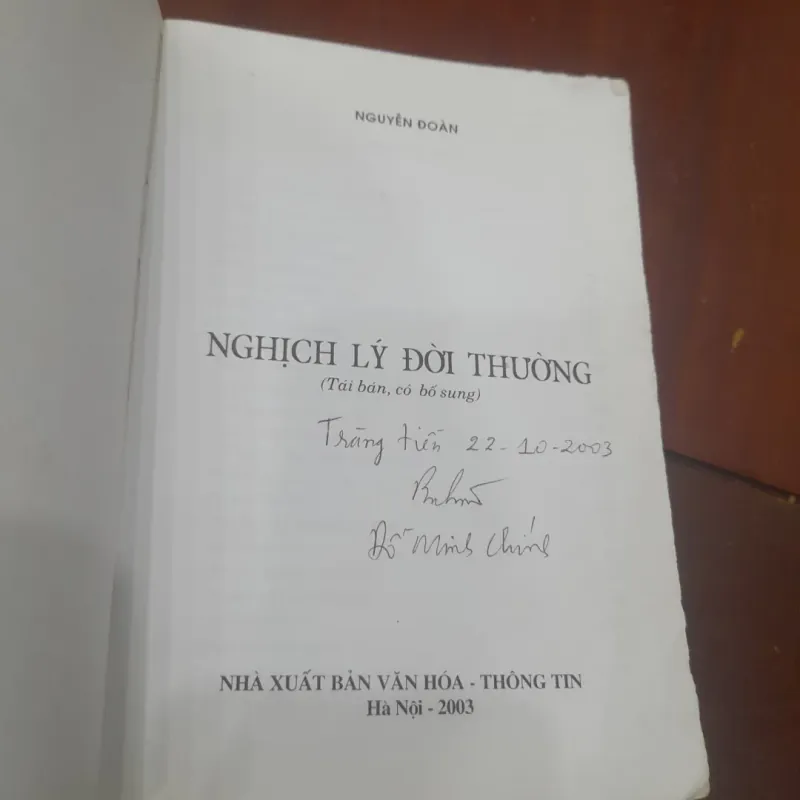 NGUYÊN ĐOÀN
NGHỊCH LÝ ĐỜI THƯỜNG
(Tái bản, có bổ sung)
Tràng tiền 22-10-2003
Đỗ Minh Chính
NHÀ XUẤT BẢN VĂN HÓA - THÔNG TIN
Hà Nội - 2003